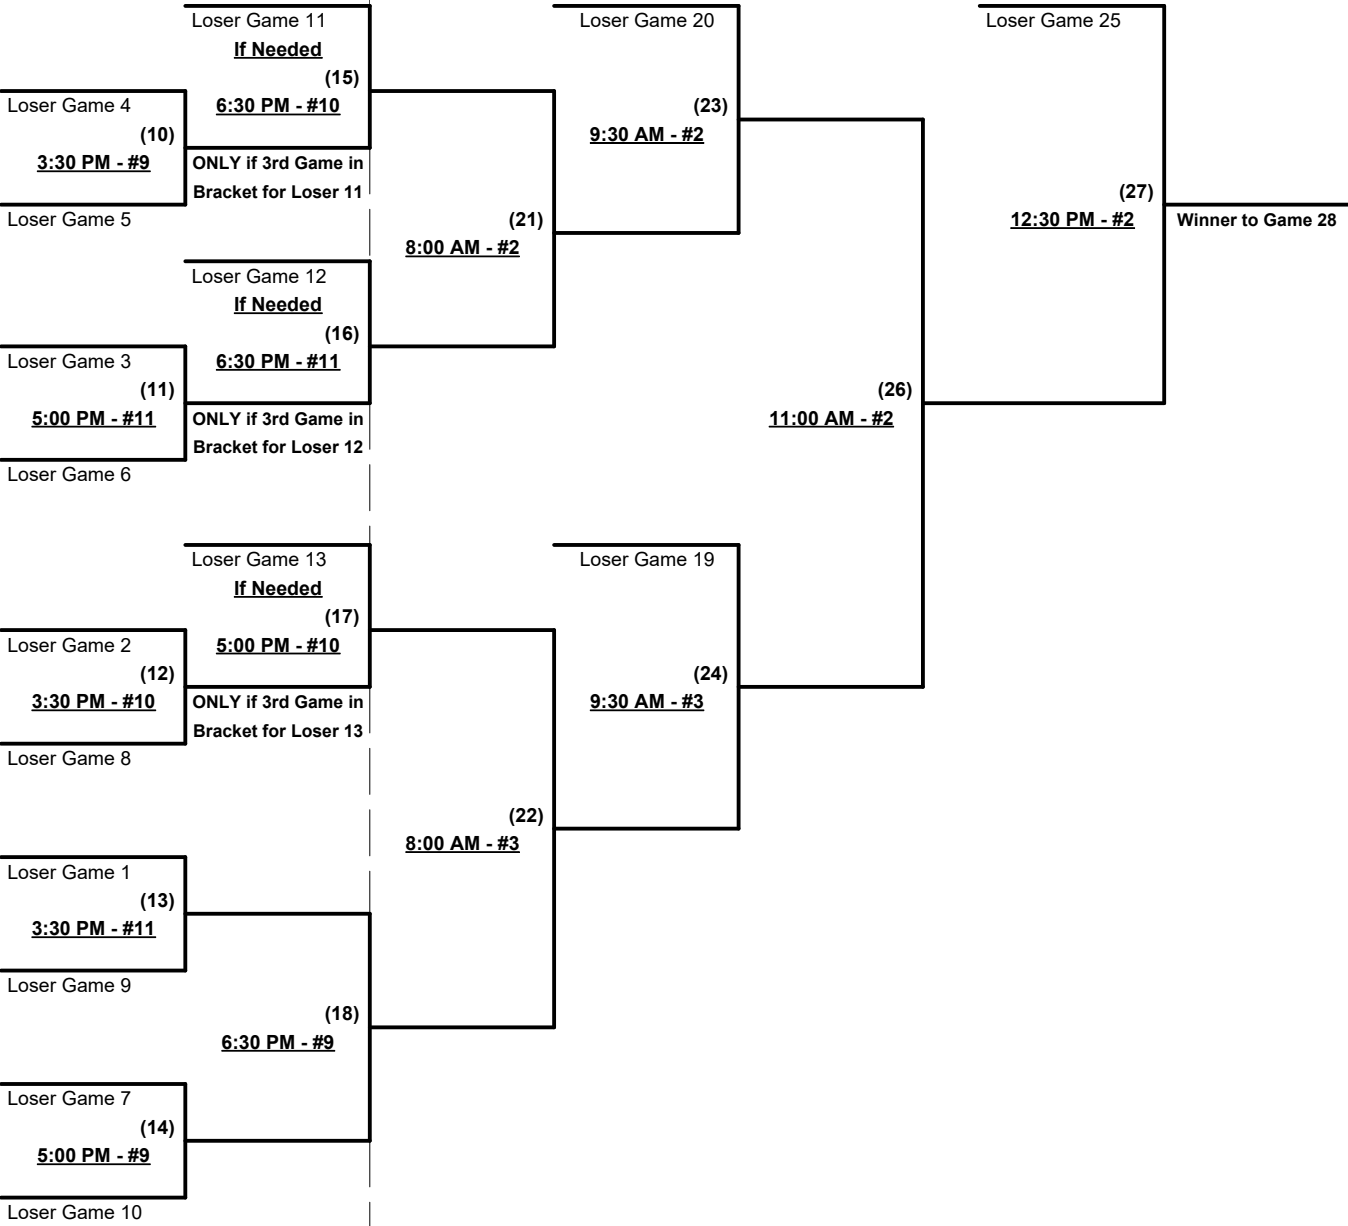 Loser Game 11
If Needed
(15)
6:30 PM - #10
Loser Game 4
(10)
3:30 PM - #9
ONLY if 3rd Game in
Bracket for Loser 11
Loser Game 5
Loser Game 12
If Needed
(16)
6:30 PM - #11
Loser Game 3
(11)
5:00 PM - #11
ONLY if 3rd Game in
Bracket for Loser 12
Loser Game 6
Loser Game 13
If Needed
(17)
5:00 PM - #10
Loser Game 2
(12)
3:30 PM - #10
ONLY if 3rd Game in
Bracket for Loser 13
Loser Game 8
Loser Game 1
(13)
3:30 PM - #11
Loser Game 9
(18)
6:30 PM - #9
Loser Game 7
(14)
5:00 PM - #9
Loser Game 10
(21)
8:00 AM - #2
(22)
8:00 AM - #3
Loser Game 20
(23)
9:30 AM - #2
Loser Game 19
(24)
9:30 AM - #3
(26)
11:00 AM - #2
Loser Game 25
(27)
12:30 PM - #2
Winner to Game 28